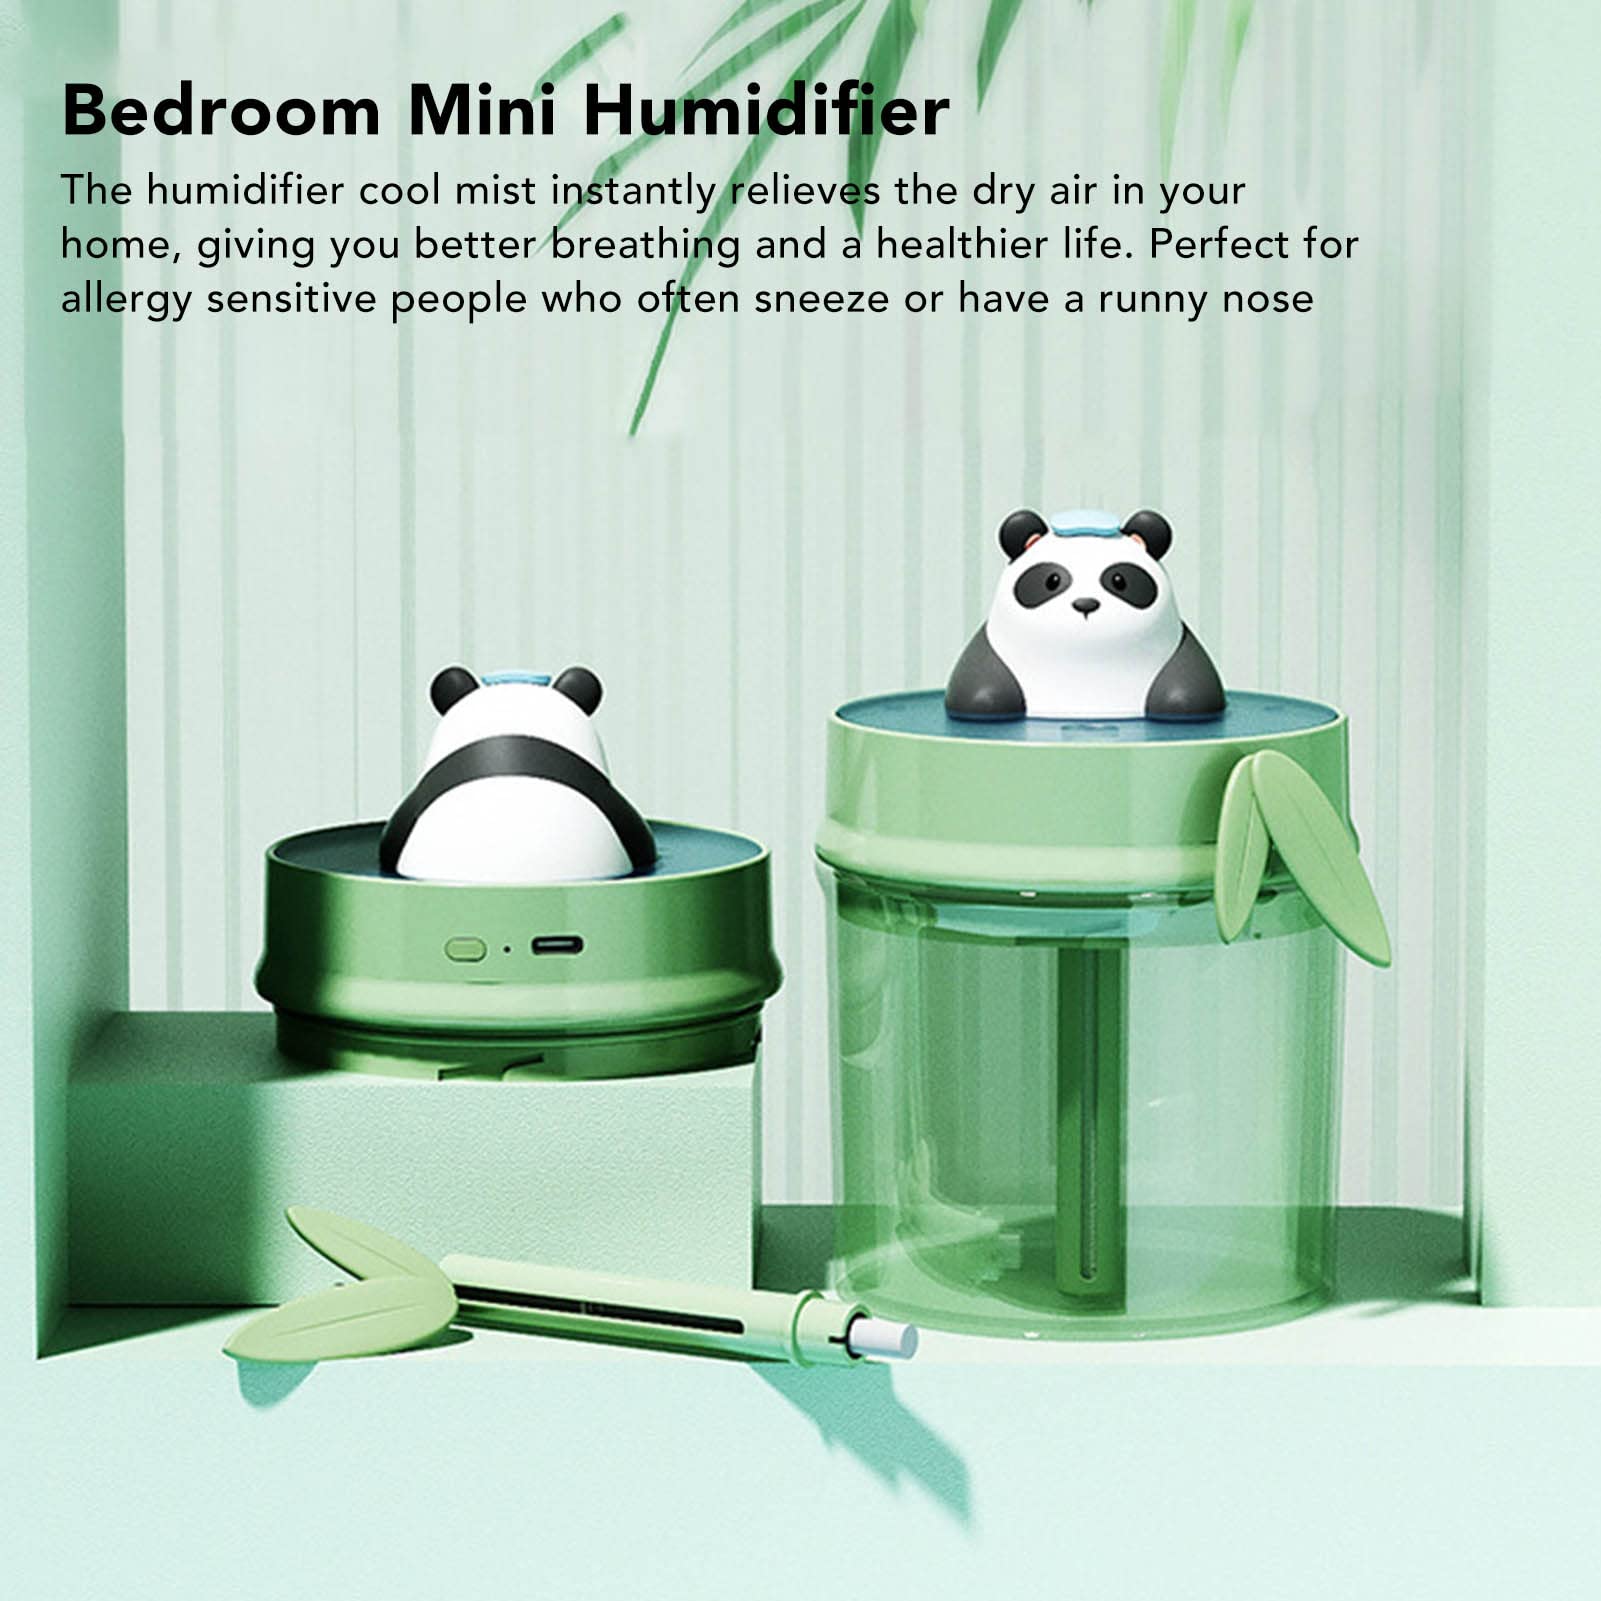 Bedroom Mini Humidifier
The humidifier cool mist instantly relieves the dry air in your
home, giving you better breathing and a healthier life. Perfect for
allergy sensitive people who often sneeze or have a runny nose